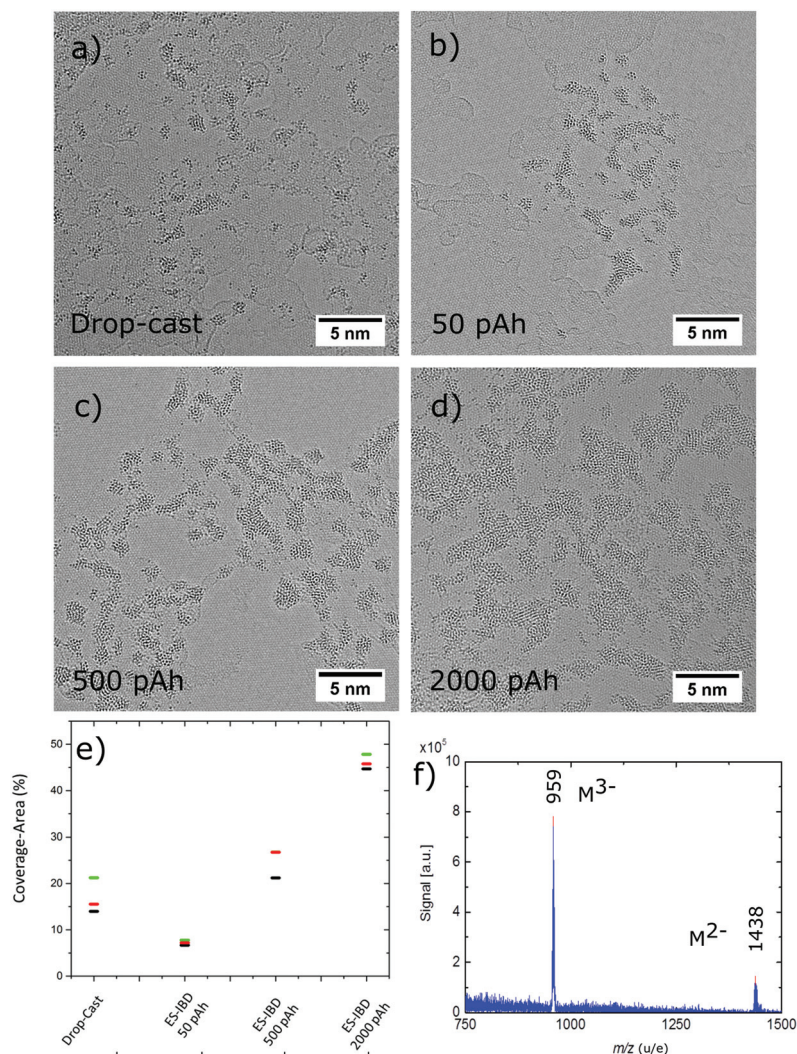 a)
Drop-cast
5 nm
b)
50 pAh
5 nm
c)
500 pAh
5 nm
d)
2000 pAh
5 nm
e)
Coverage-Area (%)
50
40
30
20
10
0
Drop-Cast
ES-IBD
50 pAh
ES-IBD
500 pAh
ES-IBD
2000 pAh
f)
x10⁵
10
8
6
4
2
0
Signal [a.u.]
959
M³⁻
M²⁻
1438
750
1000
1250
1500
m/z (u/e)